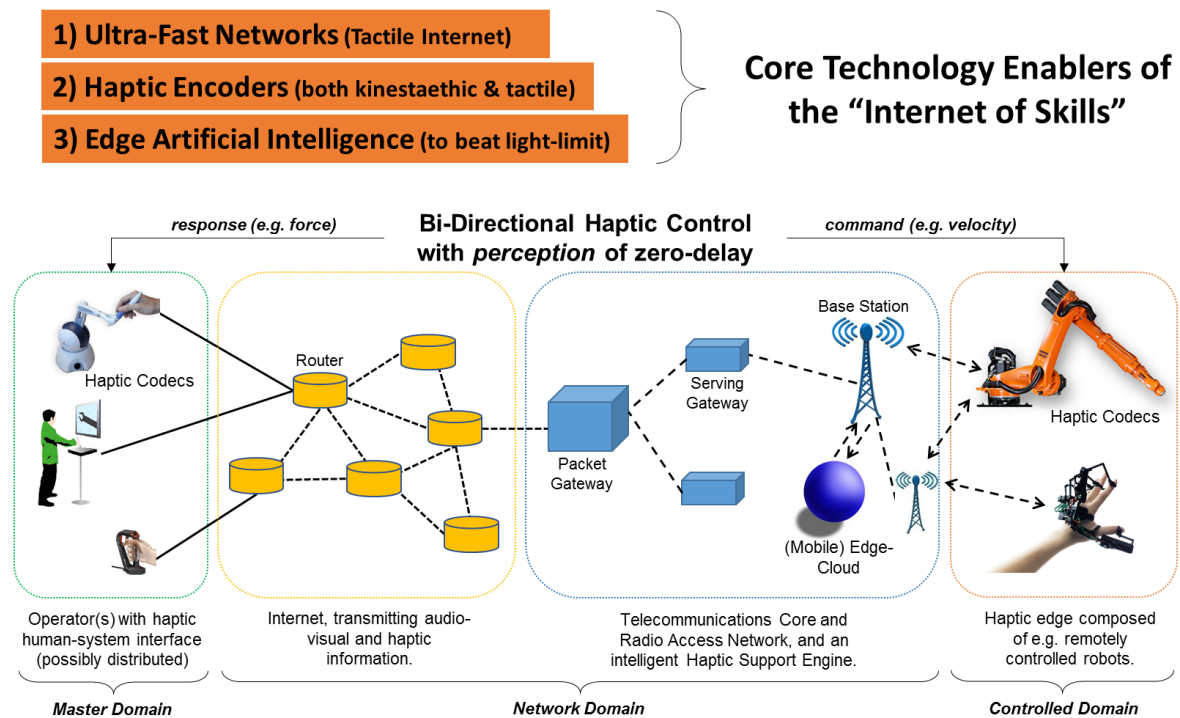 1) Ultra-Fast Networks (Tactile Internet)
2) Haptic Encoders (both kinestaethic & tactile)
3) Edge Artificial Intelligence (to beat light-limit)
Core Technology Enablers of
the “Internet of Skills”
response (e.g. force)
Bi-Directional Haptic Control
with perception of zero-delay
command (e.g. velocity)
Haptic Codecs
Router
Packet
Gateway
Serving
Gateway
Base Station
(Mobile) Edge-
Cloud
Haptic Codecs
Operator(s) with haptic
human-system interface
(possibly distributed)
Internet, transmitting audio-
visual and haptic
information.
Telecommunications Core and
Radio Access Network, and an
intelligent Haptic Support Engine.
Haptic edge composed
of e.g. remotely
controlled robots.
Master Domain
Network Domain
Controlled Domain